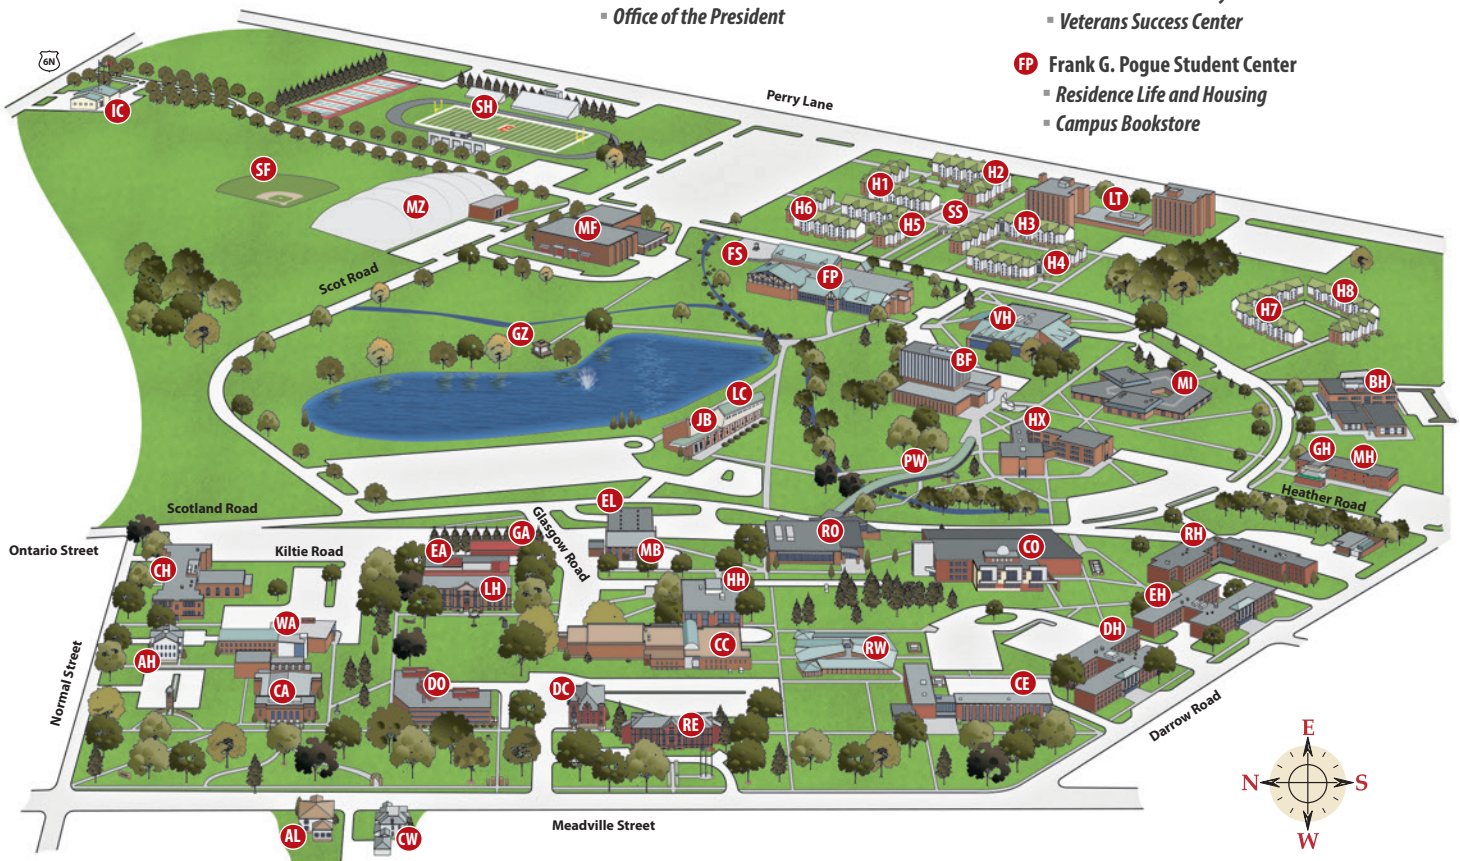 Office of the President
Veterans Success Center
FP Frank G. Pogue Student Center
Residence Life and Housing
Campus Bookstore
6N
IC
Perry Lane
SH
SF
MZ
MF
H1
H2
H6
H5
SS
LT
H3
H4
FS
FP
Scot Road
H7
H8
GZ
VH
BF
MI
BH
LC
JB
HX
PW
GH
MH
Heather Road
Scotland Road
EL
Glasgow Road
Ontario Street
Kiltie Road
GA
EA
MB
RO
CO
RH
CH
LH
HH
EH
WA
AH
CC
RW
DH
Normal Street
CA
DO
DC
RE
CE
Darrow Road
E
N
S
W
AL
CW
Meadville Street